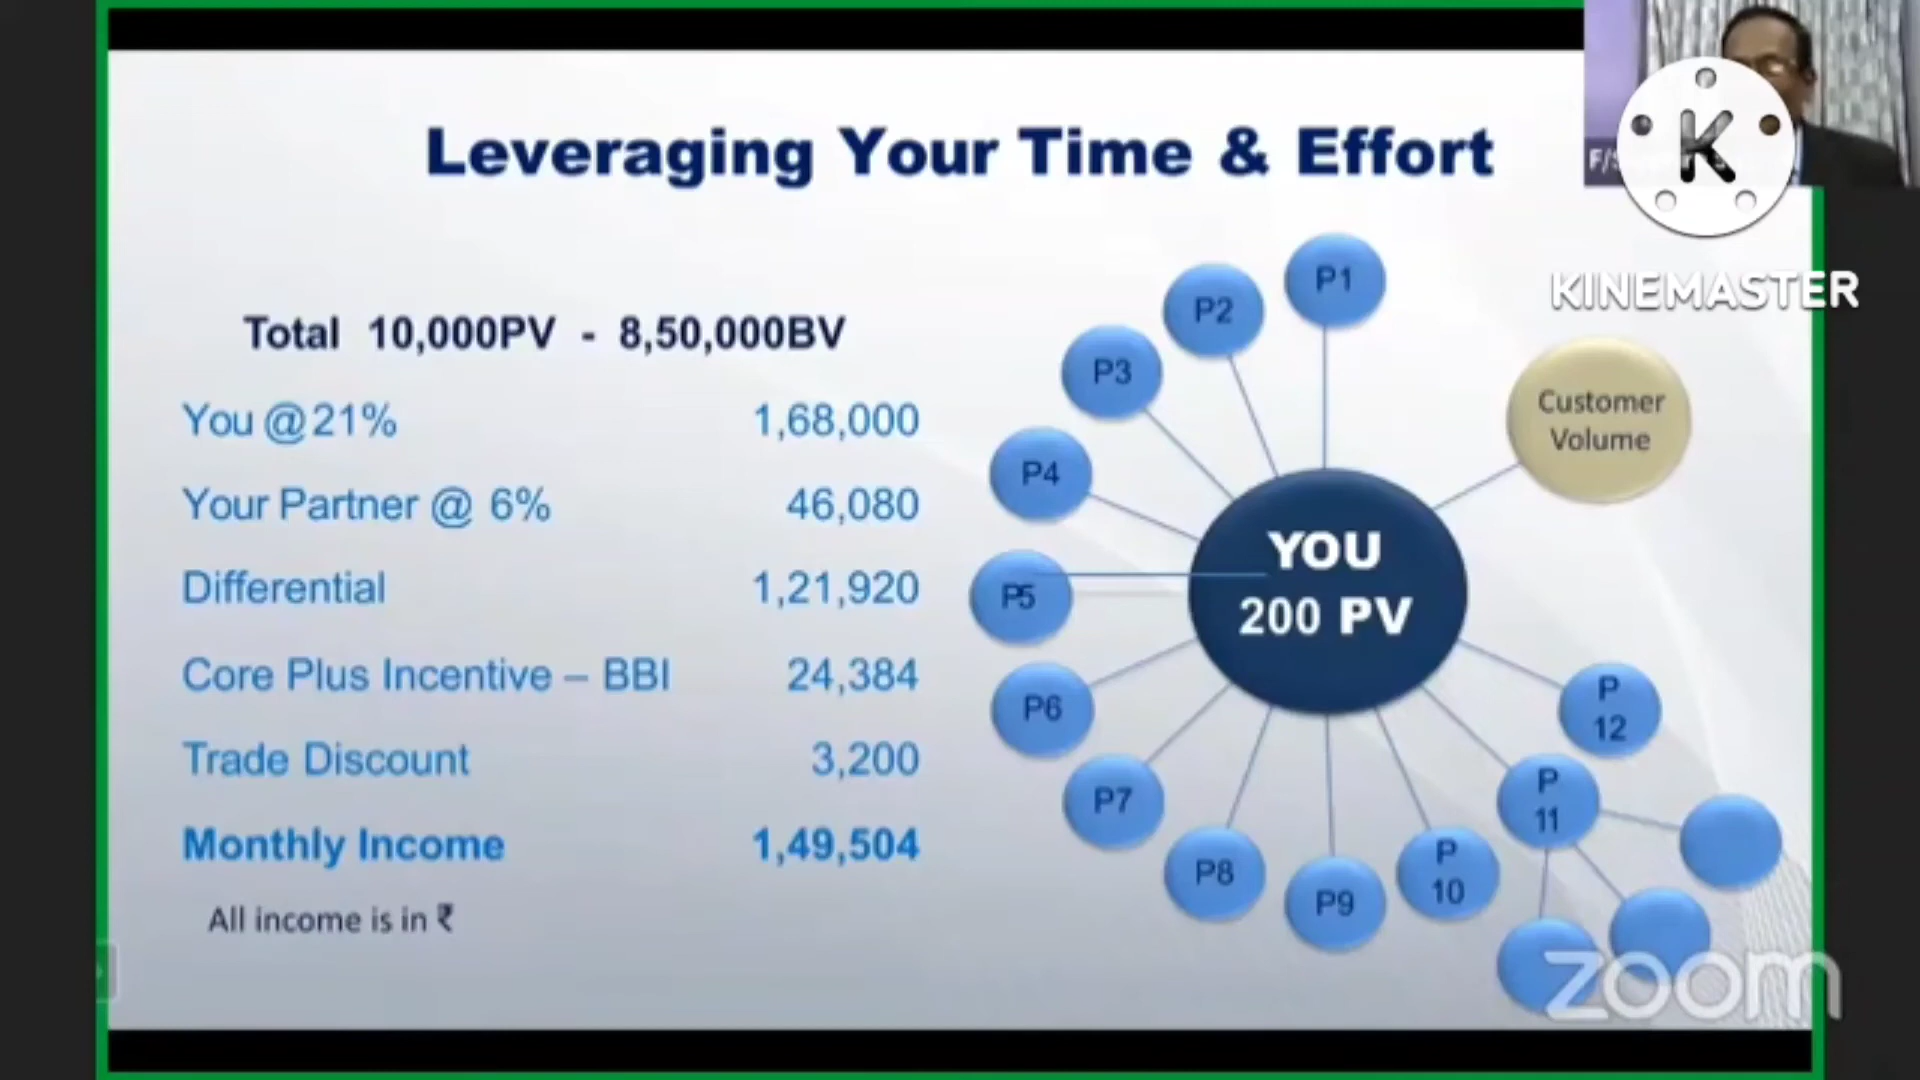 Leveraging Your Time & Effort
Total 10,000PV - 8,50,000BV
You @21% 1,68,000
Your Partner @ 6% 46,080
Differential 1,21,920
Core Plus Incentive – BBI 24,384
Trade Discount 3,200
Monthly Income 1,49,504
All income is in ₹
P1
P2
P3
P4
P5
P6
P7
P8
P9
P
10
P
11
P
12
Customer
Volume
YOU
200 PV
K
KINEMASTER
zoom